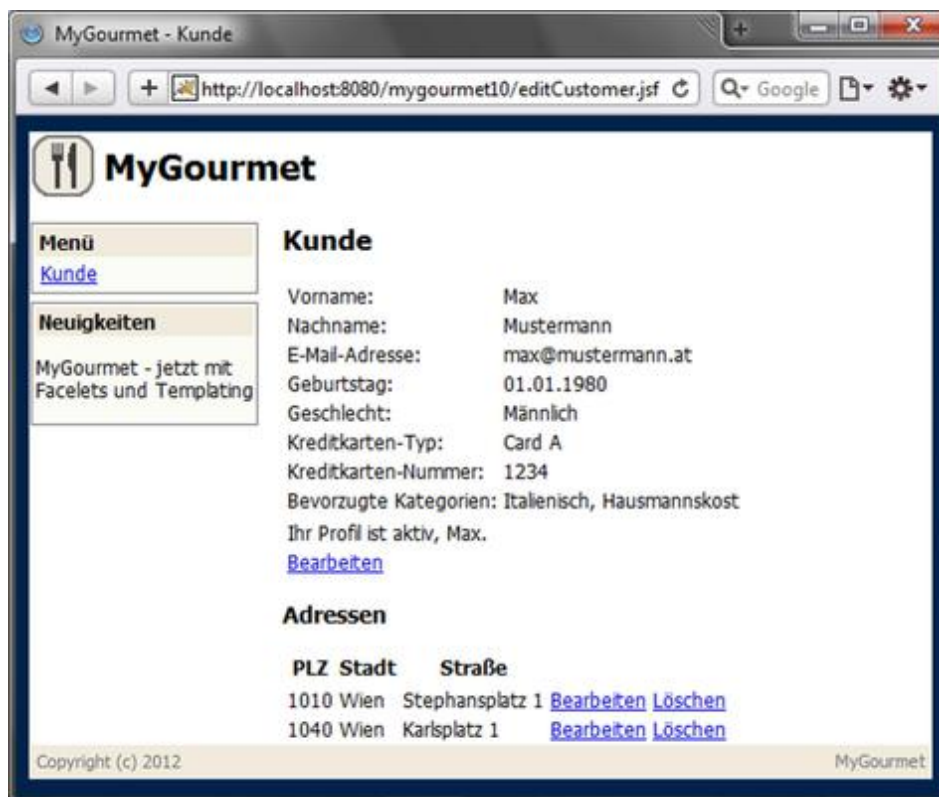 MyGourmet - Kunde
http://localhost:8080/mygourmet10/editCustomer.jsf
Google
MyGourmet
Menü
Kunde
Neuigkeiten
MyGourmet - jetzt mit
Facelets und Templating
Kunde
Vorname: Max
Nachname: Mustermann
E-Mail-Adresse: max@mustermann.at
Geburtstag: 01.01.1980
Geschlecht: Männlich
Kreditkarten-Typ: Card A
Kreditkarten-Nummer: 1234
Bevorzugte Kategorien: Italienisch, Hausmannskost
Ihr Profil ist aktiv, Max.
Bearbeiten
Adressen
PLZ Stadt Straße
1010 Wien Stephansplatz 1 Bearbeiten Löschen
1040 Wien Karlsplatz 1 Bearbeiten Löschen
Copyright (c) 2012 MyGourmet